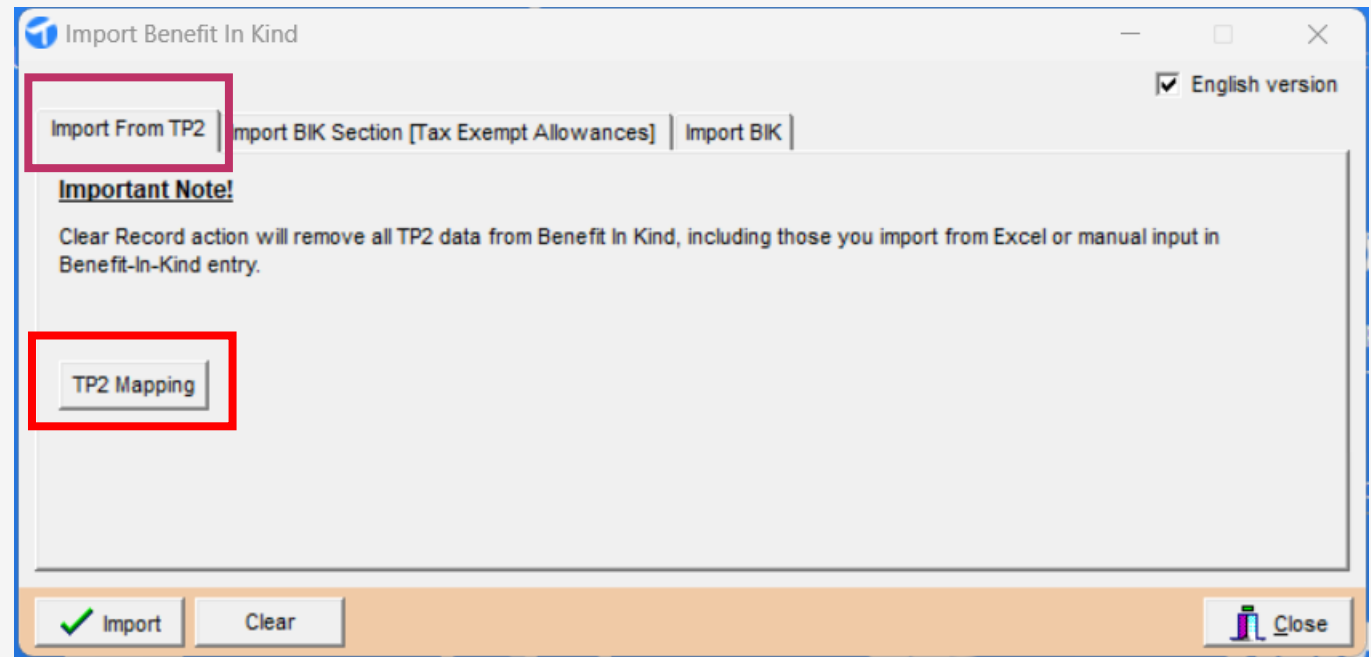 Import Benefit In Kind
English version
Import From TP2 mport BIK Section [Tax Exempt Allowances] Import BIK
Important Note!
Clear Record action will remove all TP2 data from Benefit In Kind, including those you import from Excel or manual input in
Benefit-In-Kind entry.
TP2 Mapping
Import Clear Close